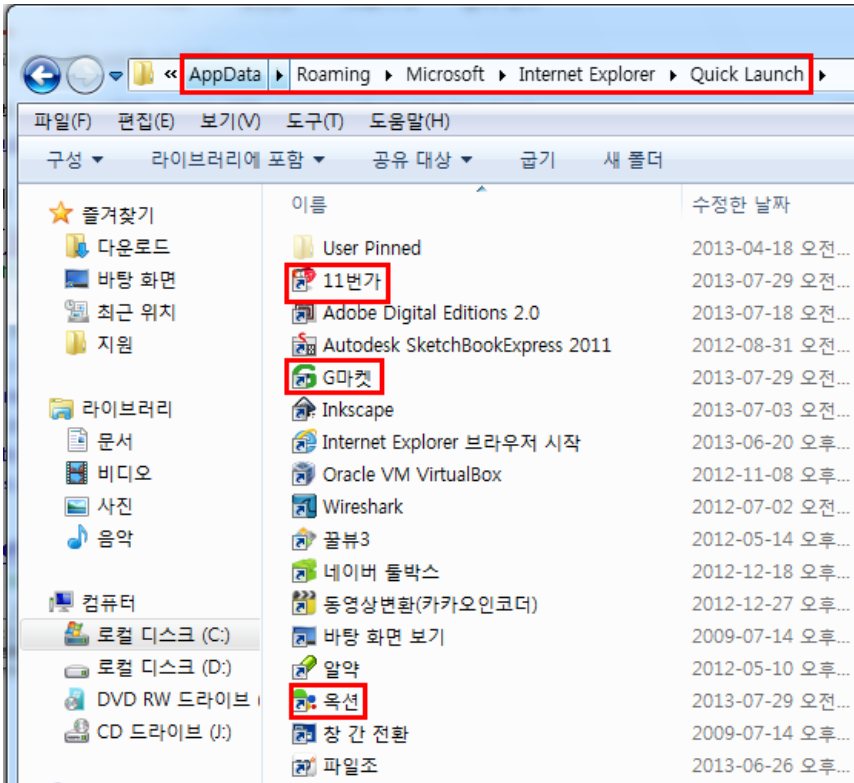 « AppData ▸ Roaming ▸ Microsoft ▸ Internet Explorer ▸ Quick Launch ▸
파일(F) 편집(E) 보기(V) 도구(T) 도움말(H)
구성 ▼ 라이브러리에 포함 ▼ 공유 대상 ▼ 굽기 새 폴더
즐겨찾기
다운로드
바탕 화면
최근 위치
지원
라이브러리
문서
비디오
사진
음악
컴퓨터
로컬 디스크 (C:)
로컬 디스크 (D:)
DVD RW 드라이브 (
CD 드라이브 (J:)
이름 수정한 날짜
User Pinned 2013-04-18 오전...
11번가 2013-07-29 오전...
Adobe Digital Editions 2.0 2013-07-18 오전...
Autodesk SketchBookExpress 2011 2012-08-31 오전...
G마켓 2013-07-29 오전...
Inkscape 2013-07-03 오전...
Internet Explorer 브라우저 시작 2013-06-20 오후...
Oracle VM VirtualBox 2012-11-08 오후...
Wireshark 2012-07-02 오전...
꿀뷰3 2012-05-14 오후...
네이버 툴박스 2012-12-18 오후...
동영상변환(카카오인코더) 2012-12-27 오후...
바탕 화면 보기 2009-07-14 오후...
알약 2012-05-10 오후...
옥션 2013-07-29 오전...
창 간 전환 2009-07-14 오후...
파일조 2013-06-26 오후...